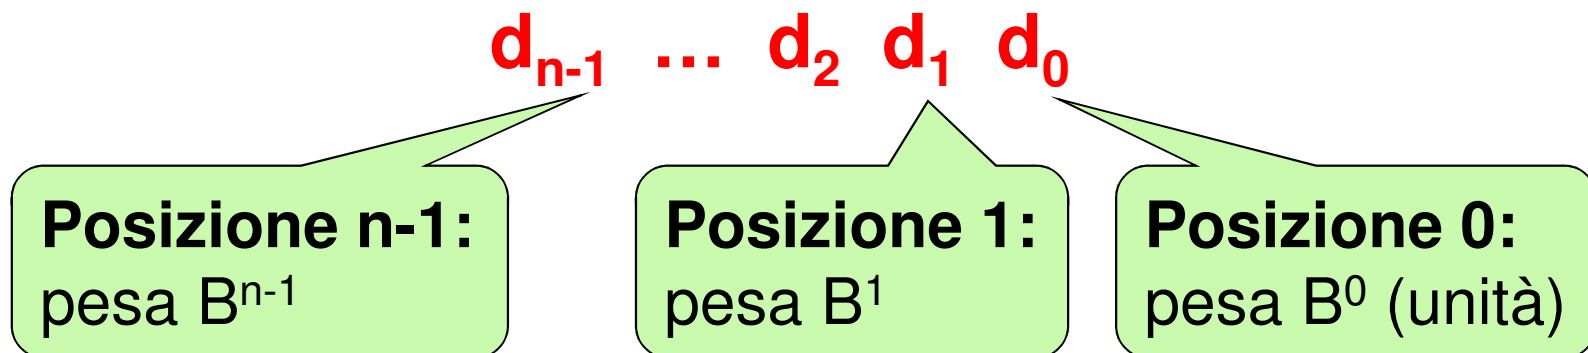 dₙ₋₁ … d₂ d₁ d₀
Posizione n-1:
pesa Bⁿ⁻¹
Posizione 1:
pesa B¹
Posizione 0:
pesa B⁰ (unità)